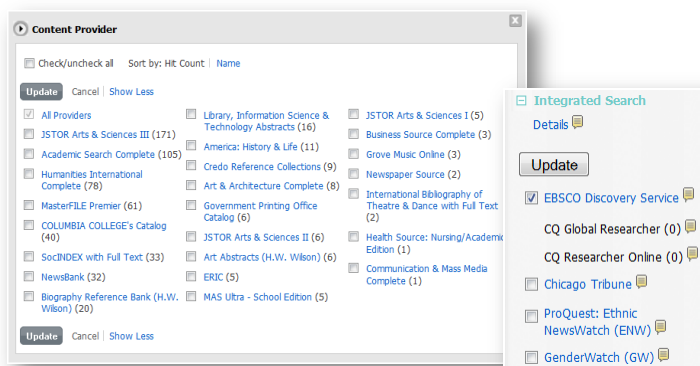 Content Provider
Check/uncheck all Sort by: Hit Count Name
Update Cancel Show Less
All Providers
JSTOR Arts & Sciences III (171)
Academic Search Complete (105)
Humanities International
Complete (78)
MasterFILE Premier (61)
COLUMBIA COLLEGE's Catalog
(40)
SocINDEX with Full Text (33)
NewsBank (32)
Biography Reference Bank (H.W.
Wilson) (20)
Library, Information Science &
Technology Abstracts (16)
America: History & Life (11)
Credo Reference Collections (9)
Art & Architecture Complete (8)
Government Printing Office
Catalog (6)
JSTOR Arts & Sciences II (6)
Art Abstracts (H.W. Wilson) (6)
ERIC (5)
MAS Ultra - School Edition (5)
JSTOR Arts & Sciences I (5)
Business Source Complete (3)
Grove Music Online (3)
Newspaper Source (2)
International Bibliography of
Theatre & Dance with Full Text
(2)
Health Source: Nursing/Academic
Edition (1)
Communication & Mass Media
Complete (1)
Update Cancel Show Less
Integrated Search
Details
Update
EBSCO Discovery Service
CQ Global Researcher (0)
CQ Researcher Online (0)
Chicago Tribune
ProQuest: Ethnic
NewsWatch (ENW)
GenderWatch (GW)